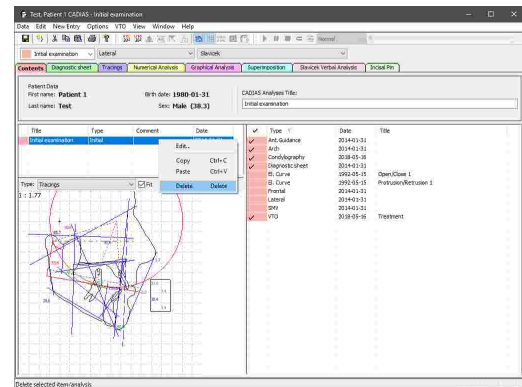 Test, Patient 1 CADIAS - Initial examination
Data Edit New Entry Options VTO View Window Help
Initial examination Lateral Slavicek
Contents Diagnostic sheet Tracings Numerical Analysis Graphical Analysis Superimposition Slavicek Verbal Analysis Incisal Pin
Patient Data
First name: Patient 1 Birth date: 1980-01-31
Last name: Test Sex: Male (38.3)
CADIAS Analyses Title:
Initial examination
Title Type Comment Date
Initial examination Initial
Edit...
Copy Ctrl+C
Paste Ctrl+V
Delete Delete
Type: Tracings Fit
1 : 1.77
Type Date Title
Ant.Guidance 2014-01-31
Arch 2014-01-31
Condylography 2018-05-16
Diagnostic sheet 2014-01-31
El. Curve 1992-05-15 Open/Close 1
El. Curve 1992-05-15 Protrusion/Retrusion 1
Frontal 2014-01-31
Lateral 2014-01-31
SMV 2014-01-31
VTO 2018-05-16 Treatment
Delete selected item/analysis